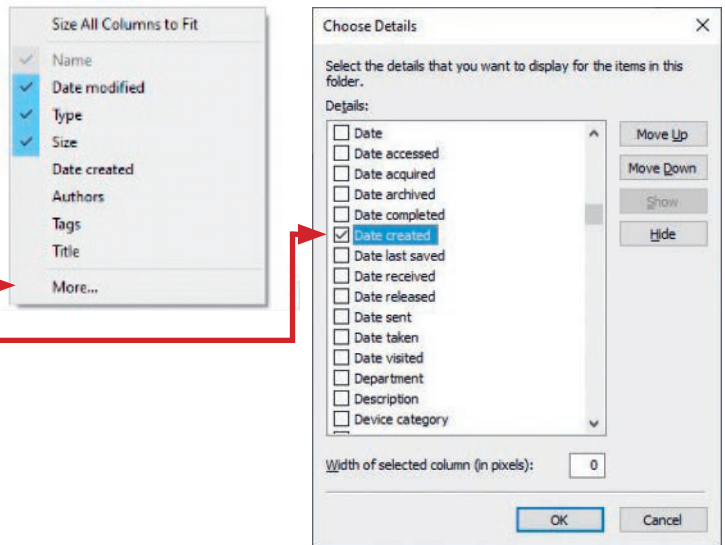 Size All Columns to Fit
Name
Date modified
Type
Size
Date created
Authors
Tags
Title
More...
Choose Details
Select the details that you want to display for the items in this
folder.
Details:
Date
Date accessed
Date acquired
Date archived
Date completed
Date created
Date last saved
Date received
Date released
Date sent
Date taken
Date visited
Department
Description
Device category
Move Up
Move Down
Show
Hide
Width of selected column (in pixels): 0
OK Cancel